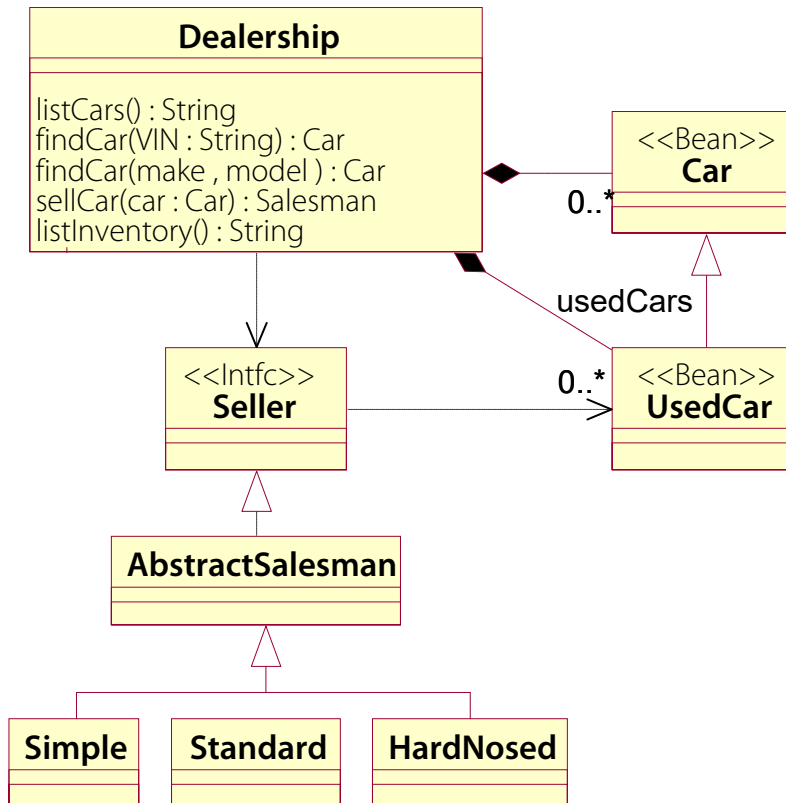 Dealership
listCars() : String
findCar(VIN : String) : Car
findCar(make , model ) : Car
sellCar(car : Car) : Salesman
listInventory() : String
<<Bean>>
Car
0..*
usedCars
<<Intfc>>
Seller
0..*
<<Bean>>
UsedCar
AbstractSalesman
Simple
Standard
HardNosed